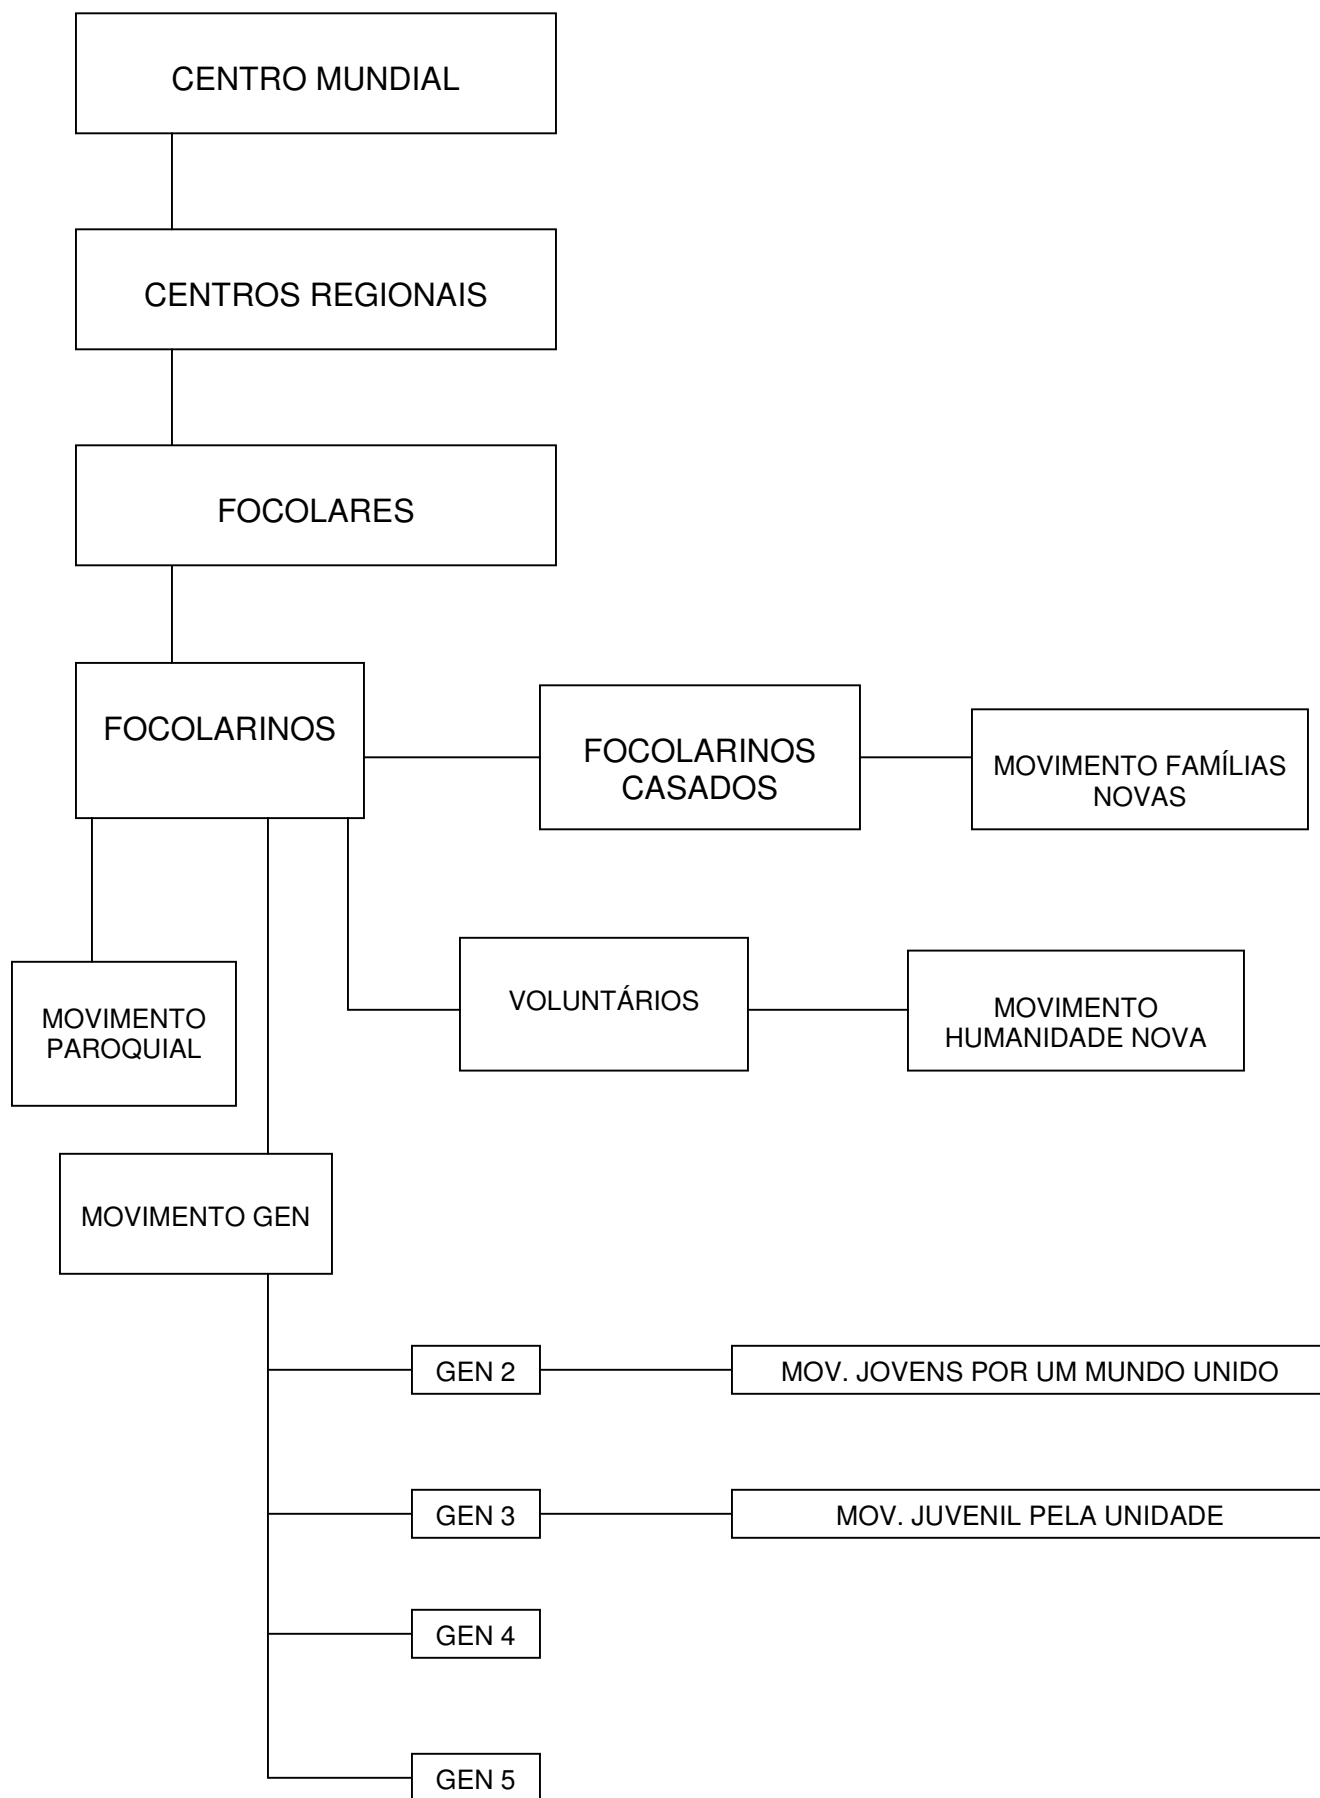 CENTRO MUNDIAL
CENTROS REGIONAIS
FOCOLARES
FOCOLARINOS
FOCOLARINOS
CASADOS
MOVIMENTO FAMÍLIAS
NOVAS
MOVIMENTO
PAROQUIAL
VOLUNTÁRIOS
MOVIMENTO
HUMANIDADE NOVA
MOVIMENTO GEN
GEN 2
MOV. JOVENS POR UM MUNDO UNIDO
GEN 3
MOV. JUVENIL PELA UNIDADE
GEN 4
GEN 5